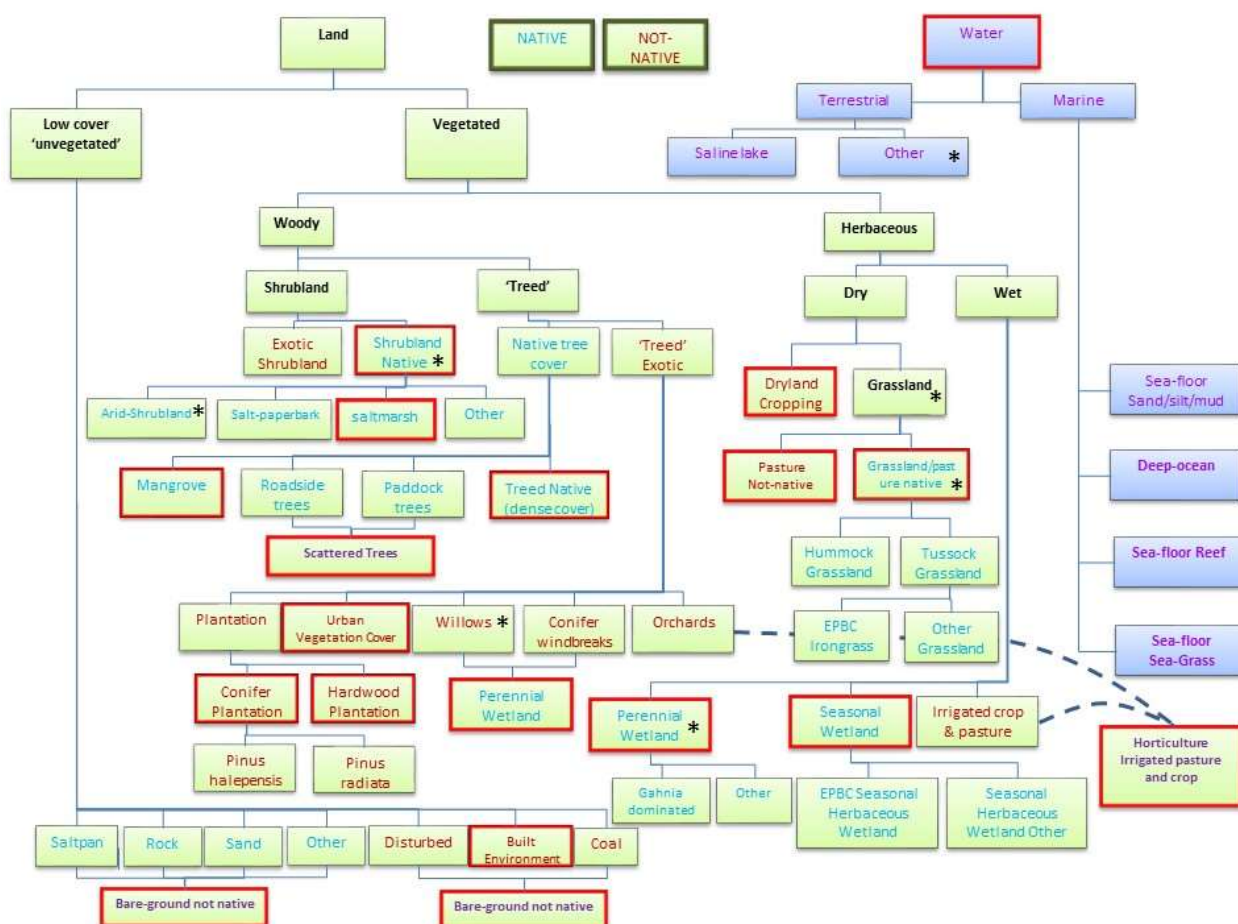 Land
NATIVE
NOT-
NATIVE
Water
Low cover
‘unvegetated’
Vegetated
Terrestrial
Marine
Saline lake
Other *
Woody
Herbaceous
Shrubland
‘Treed’
Dry
Wet
Exotic
Shrubland
Shrubland
Native *
Native tree
cover
‘Treed’
Exotic
Dryland
Cropping
Grassland
*
Sea-floor
Sand/silt/mud
Arid-Shrubland *
Salt-paperbark
saltmarsh
Other
Mangrove
Roadside
trees
Paddock
trees
Treed Native
(dense cover)
Pasture
Not-native
Grassland/past
ure native *
Deep-ocean
Scattered Trees
Hummock
Grassland
Tussock
Grassland
Sea-floor Reef
Plantation
Urban
Vegetation Cover
Willows *
Conifer
windbreaks
Orchards
EPBC
Irongrass
Other
Grassland
Sea-floor
Sea-Grass
Conifer
Plantation
Hardwood
Plantation
Perennial
Wetland
Perennial
Wetland *
Seasonal
Wetland
Irrigated crop
& pasture
Horticulture
Irrigated pasture
and crop
Pinus
halepensis
Pinus
radiata
Gahnia
dominated
Other
EPBC Seasonal
Herbaceous
Wetland
Seasonal
Herbaceous
Wetland Other
Saltpan
Rock
Sand
Other
Disturbed
Built
Environment
Coal
Bare-ground not native
Bare-ground not native